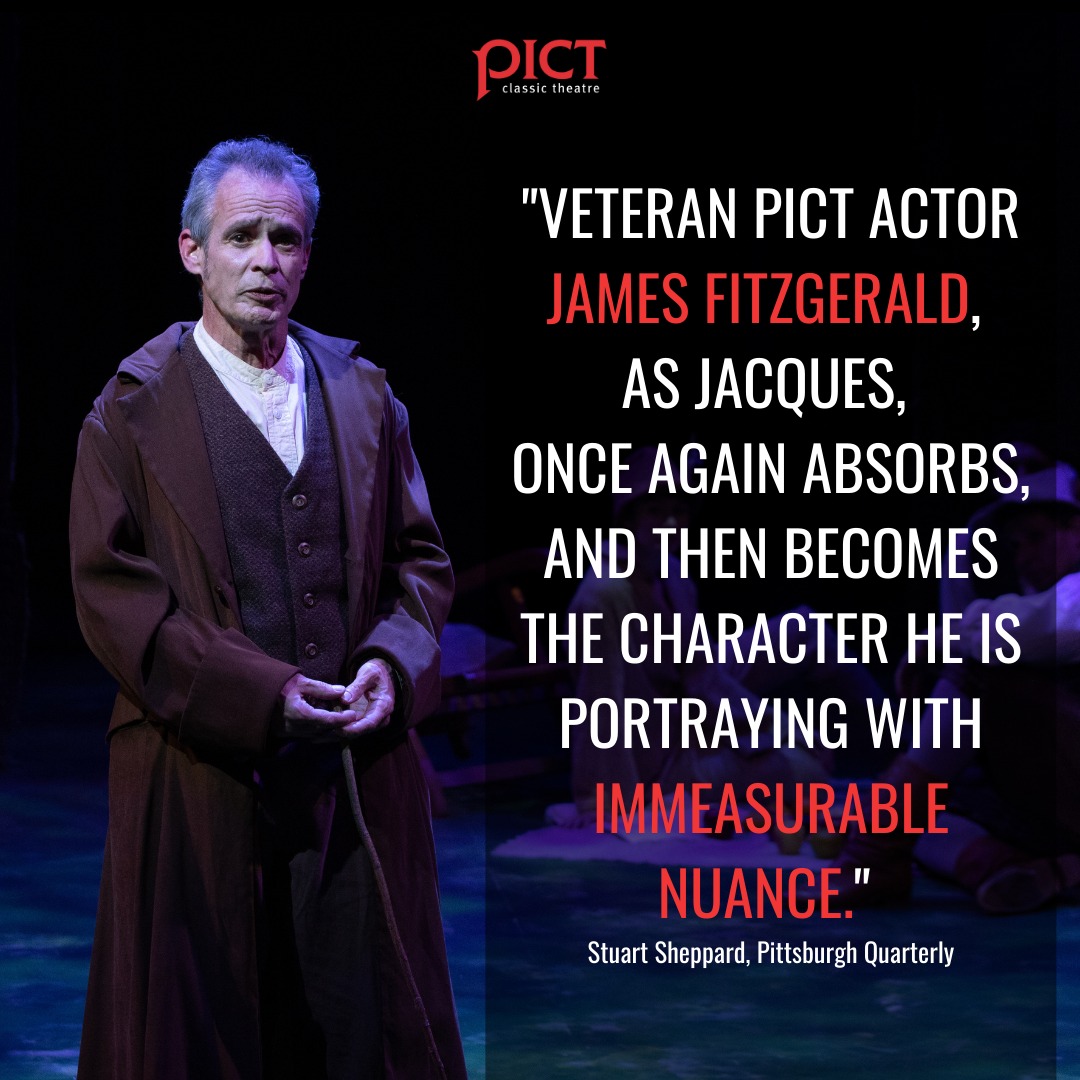 PICT
classic theatre
"VETERAN PICT ACTOR
JAMES FITZGERALD,
AS JACQUES,
ONCE AGAIN ABSORBS,
AND THEN BECOMES
THE CHARACTER HE IS
PORTRAYING WITH
IMMEASURABLE
NUANCE."
Stuart Sheppard, Pittsburgh Quarterly